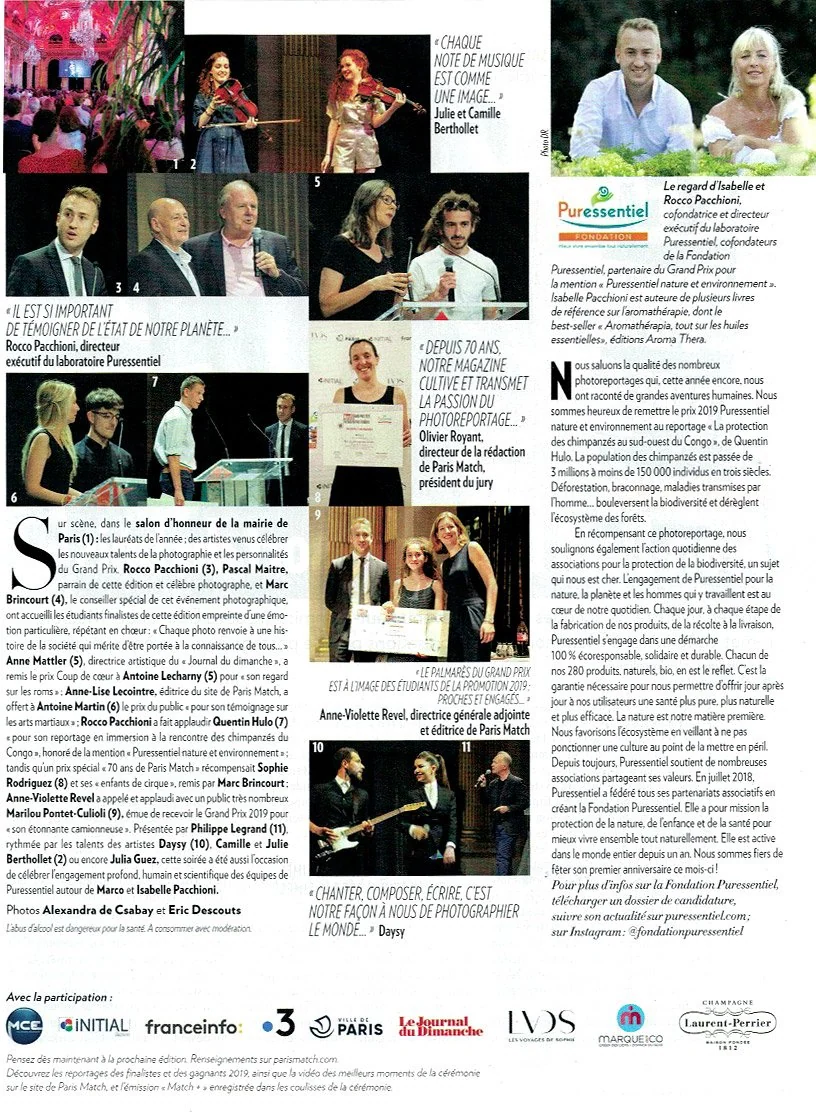 « CHAQUE
NOTE DE MUSIQUE
EST COMME
UNE IMAGE... »
Julie et Camille
Berthollet
1
2
3
4
5
« IL EST SI IMPORTANT
DE TÉMOIGNER DE L'ÉTAT DE NOTRE PLANÈTE... »
Rocco Pacchioni, directeur
exécutif du laboratoire Puressentiel
6
7
8
« DEPUIS 70 ANS,
NOTRE MAGAZINE
CULTIVE ET TRANSMET
LA PASSION DU
PHOTOREPORTAGE... »
Olivier Royant,
directeur de la rédaction
de Paris Match,
président du jury
9
« LE PALMARÈS DU GRAND PRIX
EST À L'IMAGE DES ÉTUDIANTS DE LA PROMOTION 2019 :
PROCHES ET ENGAGÉS... »
Anne-Violette Revel, directrice générale adjointe
et éditrice de Paris Match
10
11
« CHANTER, COMPOSER, ÉCRIRE, C'EST
NOTRE FAÇON À NOUS DE PHOTOGRAPHIER
LE MONDE... » Daysy
Sur scène, dans le salon d'honneur de la mairie de
Paris (1) : les lauréats de l'année ; des artistes venus célébrer
les nouveaux talents de la photographie et les personnalités
du Grand Prix. Rocco Pacchioni (3), Pascal Maitre,
parrain de cette édition et célèbre photographe, et Marc
Brincourt (4), le conseiller spécial de cet événement photographique,
ont accueilli les étudiants finalistes de cette édition empreinte d'une émo-
tion particulière, répétant en chœur : « Chaque photo renvoie à une his-
toire de la société qui mérite d'être portée à la connaissance de tous... »
Anne Mattler (5), directrice artistique du « Journal du dimanche », a
remis le prix Coup de cœur à Antoine Lecharny (5) pour « son regard
sur les roms » ; Anne-Lise Lecointre, éditrice du site de Paris Match, a
offert à Antoine Martin (6) le prix du public « pour son témoignage sur
les arts martiaux » ; Rocco Pacchioni a fait applaudir Quentin Hulo (7)
« pour son reportage en immersion à la rencontre des chimpanzés du
Congo », honoré de la mention « Puressentiel nature et environnement » ;
tandis qu'un prix spécial « 70 ans de Paris Match » récompensait Sophie
Rodriguez (8) et ses « enfants de cirque », remis par Marc Brincourt ;
Anne-Violette Revel a appelé et applaudi avec un public très nombreux
Marilou Pontet-Culioli (9), émue de recevoir le Grand Prix 2019 pour
« son étonnante camionneuse ». Présentée par Philippe Legrand (11),
rythmée par les talents des artistes Daysy (10), Camille et Julie
Berthollet (2) ou encore Julia Guez, cette soirée a été aussi l'occasion
de célébrer l'engagement profond, humain et scientifique des équipes de
Puressentiel autour de Marco et Isabelle Pacchioni.
Photos Alexandra de Csabay et Eric Descouts
L'abus d'alcool est dangereux pour la santé. A consommer avec modération.
Photo DR
Puressentiel
FONDATION
Mieux vivre ensemble tout naturellement
Le regard d'Isabelle et
Rocco Pacchioni,
cofondatrice et directeur
exécutif du laboratoire
Puressentiel, cofondateurs
de la Fondation
Puressentiel, partenaire du Grand Prix pour
la mention « Puressentiel nature et environnement ».
Isabelle Pacchioni est auteure de plusieurs livres
de référence sur l'aromathérapie, dont le
best-seller « Aromathérapia, tout sur les huiles
essentielles», éditions Aroma Thera.
Nous saluons la qualité des nombreux
photoreportages qui, cette année encore, nous
ont raconté de grandes aventures humaines. Nous
sommes heureux de remettre le prix 2019 Puressentiel
nature et environnement au reportage « La protection
des chimpanzés au sud-ouest du Congo », de Quentin
Hulo. La population des chimpanzés est passée de
3 millions à moins de 150 000 individus en trois siècles.
Déforestation, braconnage, maladies transmises par
l'homme... bouleversent la biodiversité et dérèglent
l'écosystème des forêts.
En récompensant ce photoreportage, nous
soulignons également l'action quotidienne des
associations pour la protection de la biodiversité, un sujet
qui nous est cher. L'engagement de Puressentiel pour la
nature, la planète et les hommes qui y travaillent est au
cœur de notre quotidien. Chaque jour, à chaque étape de
la fabrication de nos produits, de la récolte à la livraison,
Puressentiel s'engage dans une démarche
100 % écoresponsable, solidaire et durable. Chacun de
nos 280 produits, naturels, bio, en est le reflet. C'est la
garantie nécessaire pour nous permettre d'offrir jour après
jour à nos utilisateurs une santé plus pure, plus naturelle
et plus efficace. La nature est notre matière première.
Nous favorisons l'écosystème en veillant à ne pas
ponctionner une culture au point de la mettre en péril.
Depuis toujours, Puressentiel soutient de nombreuses
associations partageant ses valeurs. En juillet 2018,
Puressentiel a fédéré tous ses partenariats associatifs en
créant la Fondation Puressentiel. Elle a pour mission la
protection de la nature, de l'enfance et de la santé pour
mieux vivre ensemble tout naturellement. Elle est active
dans le monde entier depuis un an. Nous sommes fiers de
fêter son premier anniversaire ce mois-ci !
Pour plus d'infos sur la Fondation Puressentiel,
télécharger un dossier de candidature,
suivre son actualité sur puressentiel.com ;
sur Instagram : @fondationpuressentiel
Avec la participation :
MCE
INITIAL
franceinfo:
3
VILLE DE
PARIS
Le Journal
du Dimanche
LVDS
LES VOYAGES DE SOPHIE
MARQUE and CO
CHAMPAGNE
Laurent-Perrier
MAISON FONDÉE
1812
Pensez dès maintenant à la prochaine édition. Renseignements sur parismatch.com.
Découvrez les reportages des finalistes et des gagnants 2019, ainsi que la vidéo des meilleurs moments de la cérémonie
sur le site de Paris Match, et l'émission « Match + » enregistrée dans les coulisses de la cérémonie.